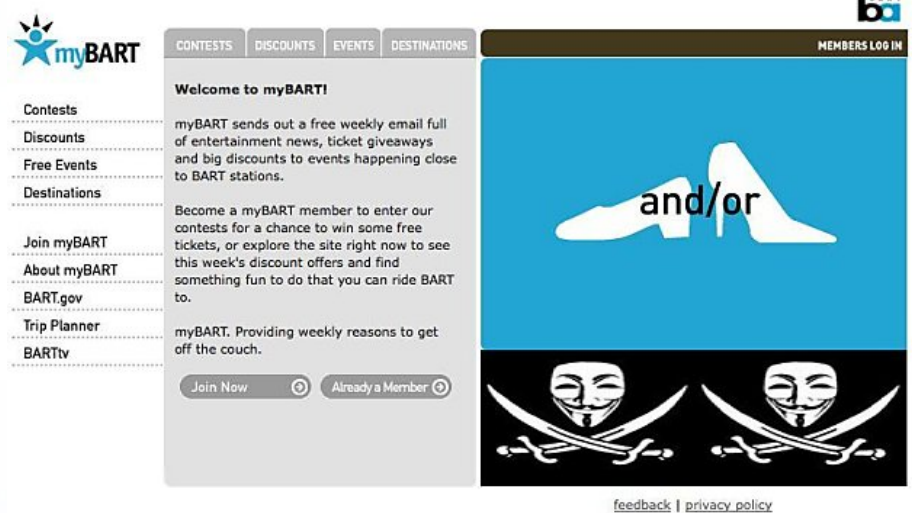 ba
myBART
CONTESTS
DISCOUNTS
EVENTS
DESTINATIONS
MEMBERS LOG IN
Contests
Discounts
Free Events
Destinations
Join myBART
About myBART
BART.gov
Trip Planner
BARTtv
Welcome to myBART!
myBART sends out a free weekly email full
of entertainment news, ticket giveaways
and big discounts to events happening close
to BART stations.
Become a myBART member to enter our
contests for a chance to win some free
tickets, or explore the site right now to see
this week's discount offers and find
something fun to do that you can ride BART
to.
myBART. Providing weekly reasons to get
off the couch.
Join Now
Already a Member
and/or
feedback | privacy policy